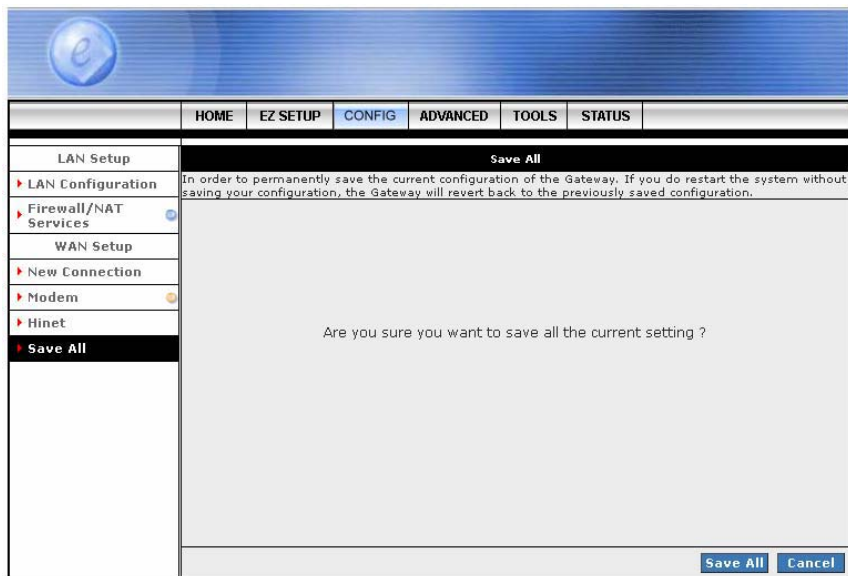 e
HOME EZ SETUP CONFIG ADVANCED TOOLS STATUS
LAN Setup
LAN Configuration
Firewall/NAT
Services
WAN Setup
New Connection
Modem
Hinet
Save All
Save All
In order to permanently save the current configuration of the Gateway. If you do restart the system without
saving your configuration, the Gateway will revert back to the previously saved configuration.
Are you sure you want to save all the current setting ?
Save All Cancel